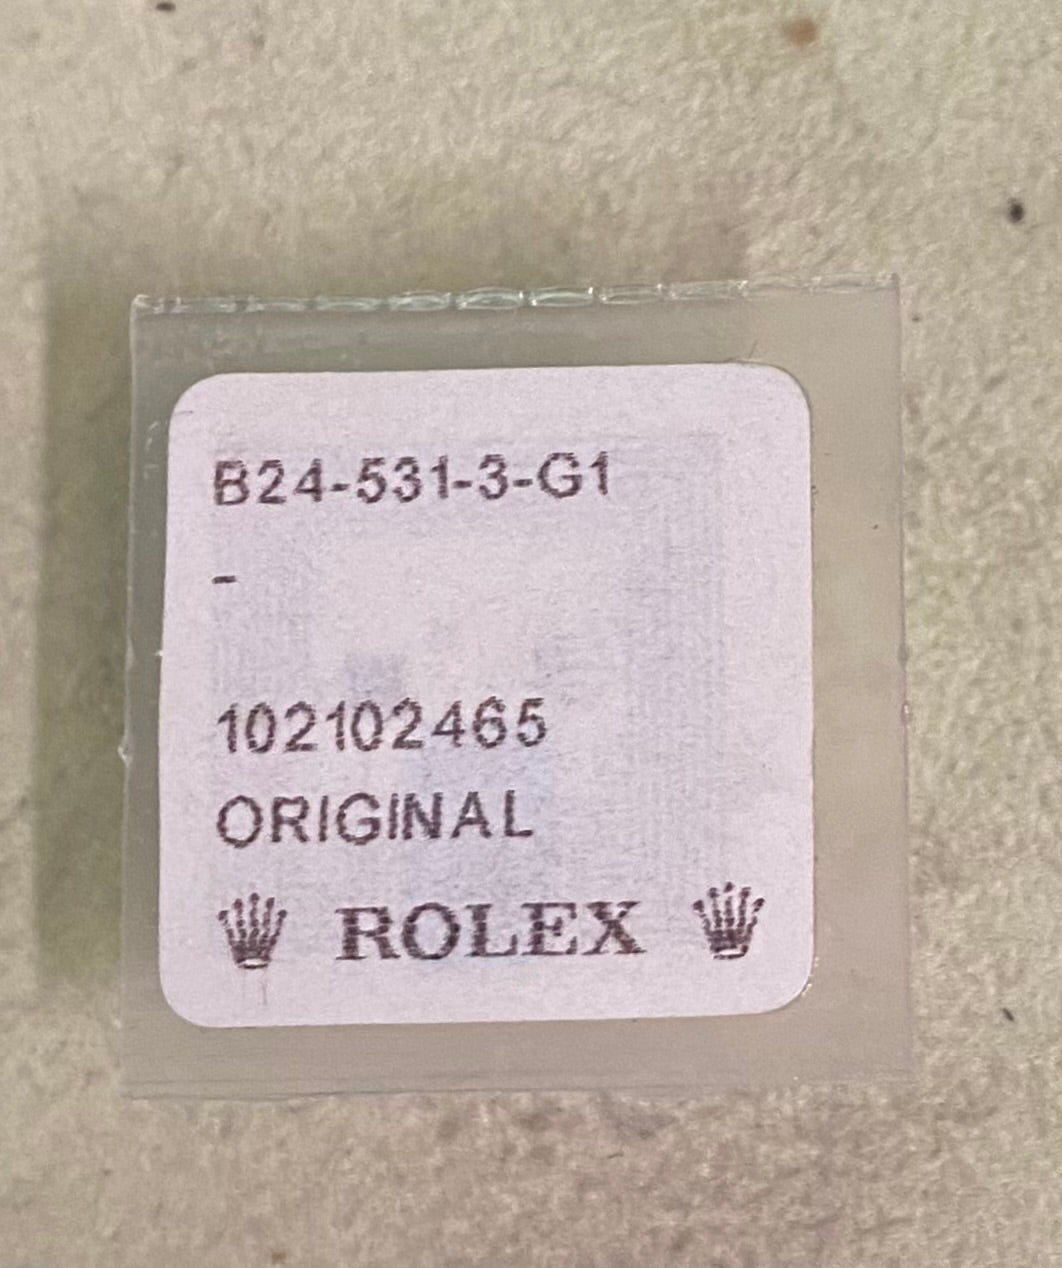 B24-531-3-G1
-
102102465
ORIGINAL
ROLEX